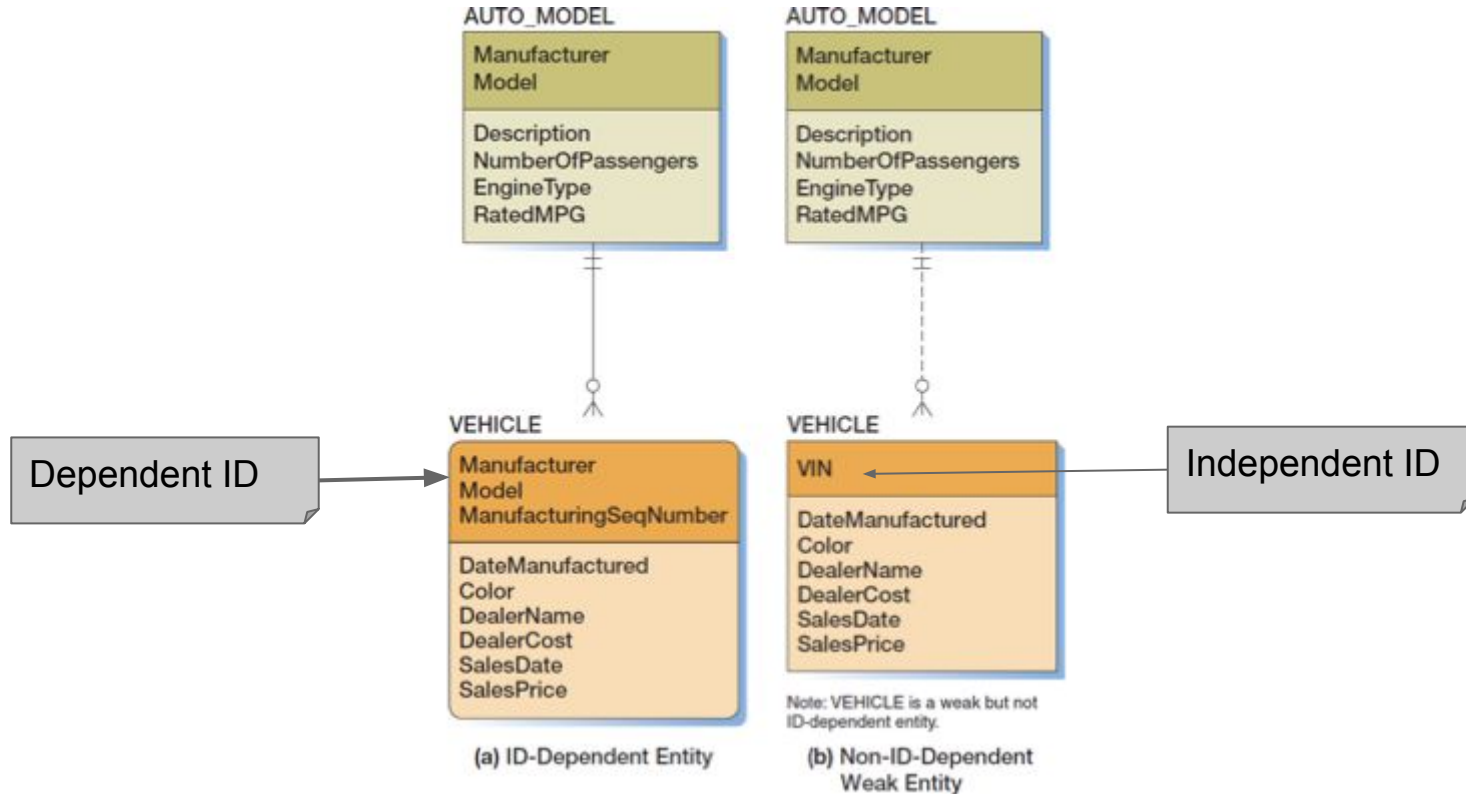 AUTO_MODEL
Manufacturer
Model
Description
NumberOfPassengers
EngineType
RatedMPG
VEHICLE
Manufacturer
Model
ManufacturingSeqNumber
DateManufactured
Color
DealerName
DealerCost
SalesDate
SalesPrice
(a) ID-Dependent Entity
Dependent ID
AUTO_MODEL
Manufacturer
Model
Description
NumberOfPassengers
EngineType
RatedMPG
VEHICLE
VIN
DateManufactured
Color
DealerName
DealerCost
SalesDate
SalesPrice
Note: VEHICLE is a weak but not
ID-dependent entity.
(b) Non-ID-Dependent
Weak Entity
Independent ID